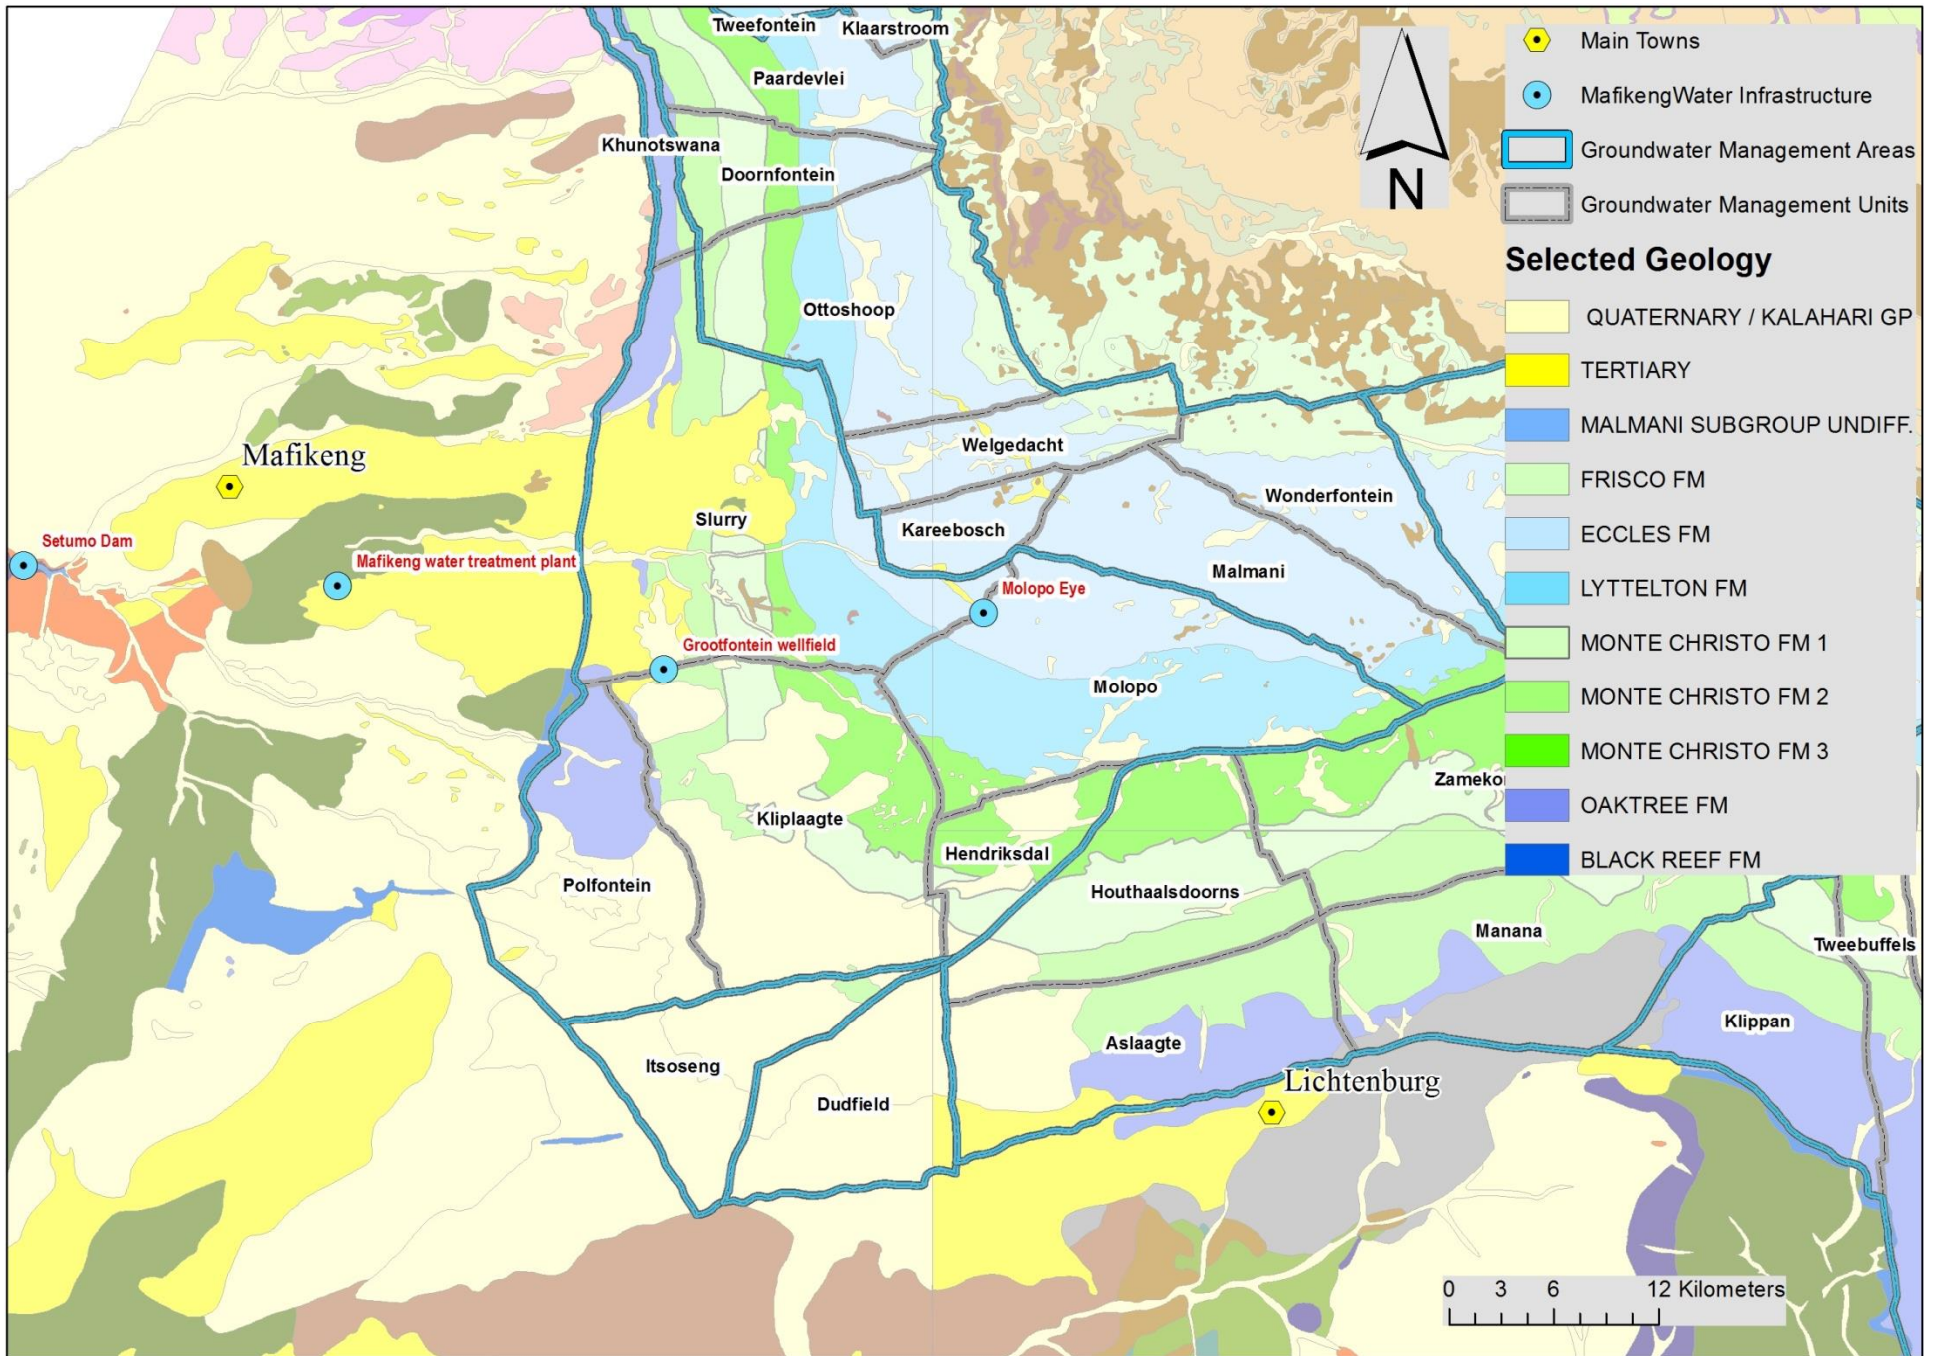 Tweefontein
Klaarstroom
Paardevlei
Khunotswana
Doornfontein
Ottoshoop
Mafikeng
Welgedacht
Wonderfontein
Slurry
Kareebosch
Setumo Dam
Mafikeng water treatment plant
Malmani
Molopo Eye
Grootfontein wellfield
Molopo
Zameko
Kliplaagte
Hendriksdal
Polfontein
Houthaalsdoorns
Manana
Tweebuffels
Klippan
Aslaagte
Itsoseng
Lichtenburg
Dudfield
N
Main Towns
MafikengWater Infrastructure
Groundwater Management Areas
Groundwater Management Units
Selected Geology
QUATERNARY / KALAHARI GP
TERTIARY
MALMANI SUBGROUP UNDIFF.
FRISCO FM
ECCLES FM
LYTTELTON FM
MONTE CHRISTO FM 1
MONTE CHRISTO FM 2
MONTE CHRISTO FM 3
OAKTREE FM
BLACK REEF FM
0 3 6 12 Kilometers